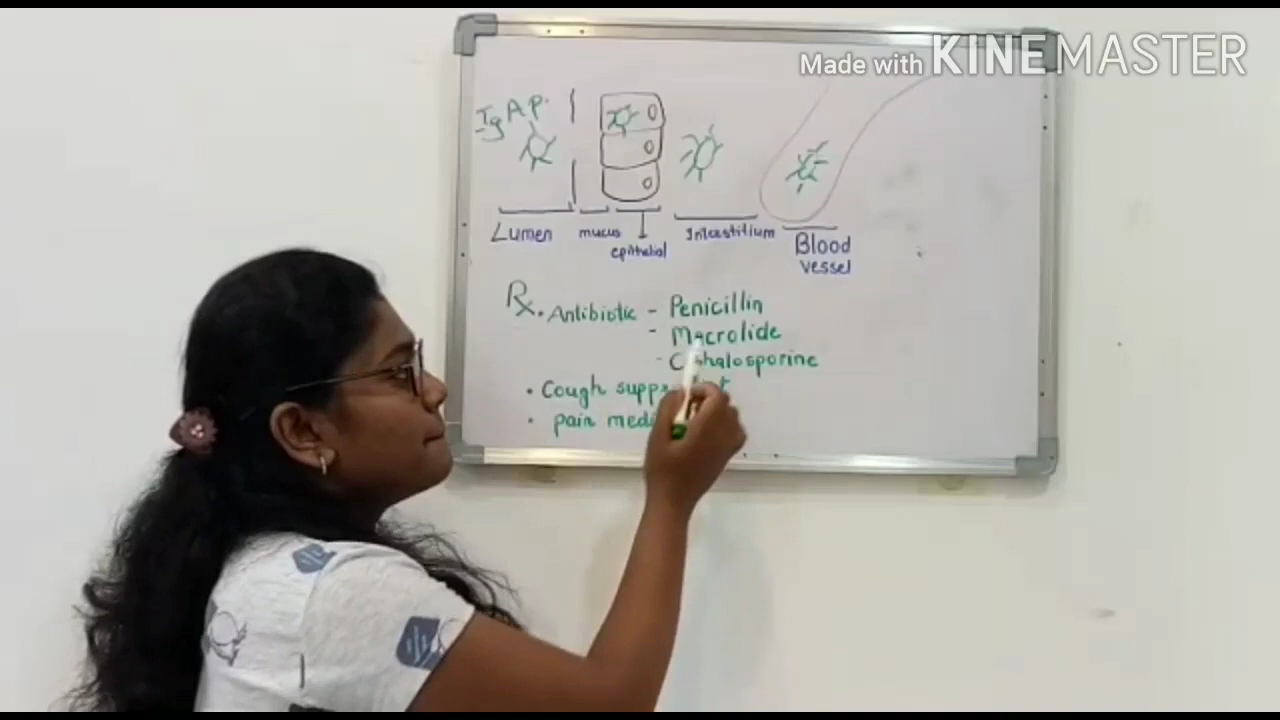 Made with KINEMASTER
IgA p.
Lumen mucus epithelial Interstitium Blood vessel
Rx. Antibiotic - Penicillin
- Macrolide
- Cephalosporine
• Cough suppressant
• pain medi